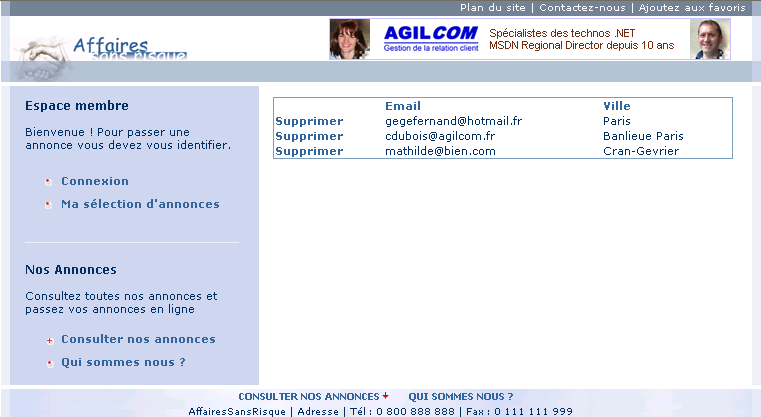 Plan du site | Contactez-nous | Ajoutez aux favoris
Affaires
sans risque
AGILCOM
Gestion de la relation client
Spécialistes des technos .NET
MSDN Regional Director depuis 10 ans
Espace membre
Bienvenue ! Pour passer une
annonce vous devez vous identifier.
Connexion
Ma sélection d'annonces
Nos Annonces
Consultez toutes nos annonces et
passez vos annonces en ligne
Consulter nos annonces
Qui sommes nous ?
Email Ville
Supprimer gegefernand@hotmail.fr Paris
Supprimer cdubois@agilcom.fr Banlieue Paris
Supprimer mathilde@bien.com Cran-Gevrier
CONSULTER NOS ANNONCES + QUI SOMMES NOUS ?
AffairesSansRisque | Adresse | Tél : 0 800 888 888 | Fax : 0 111 111 999